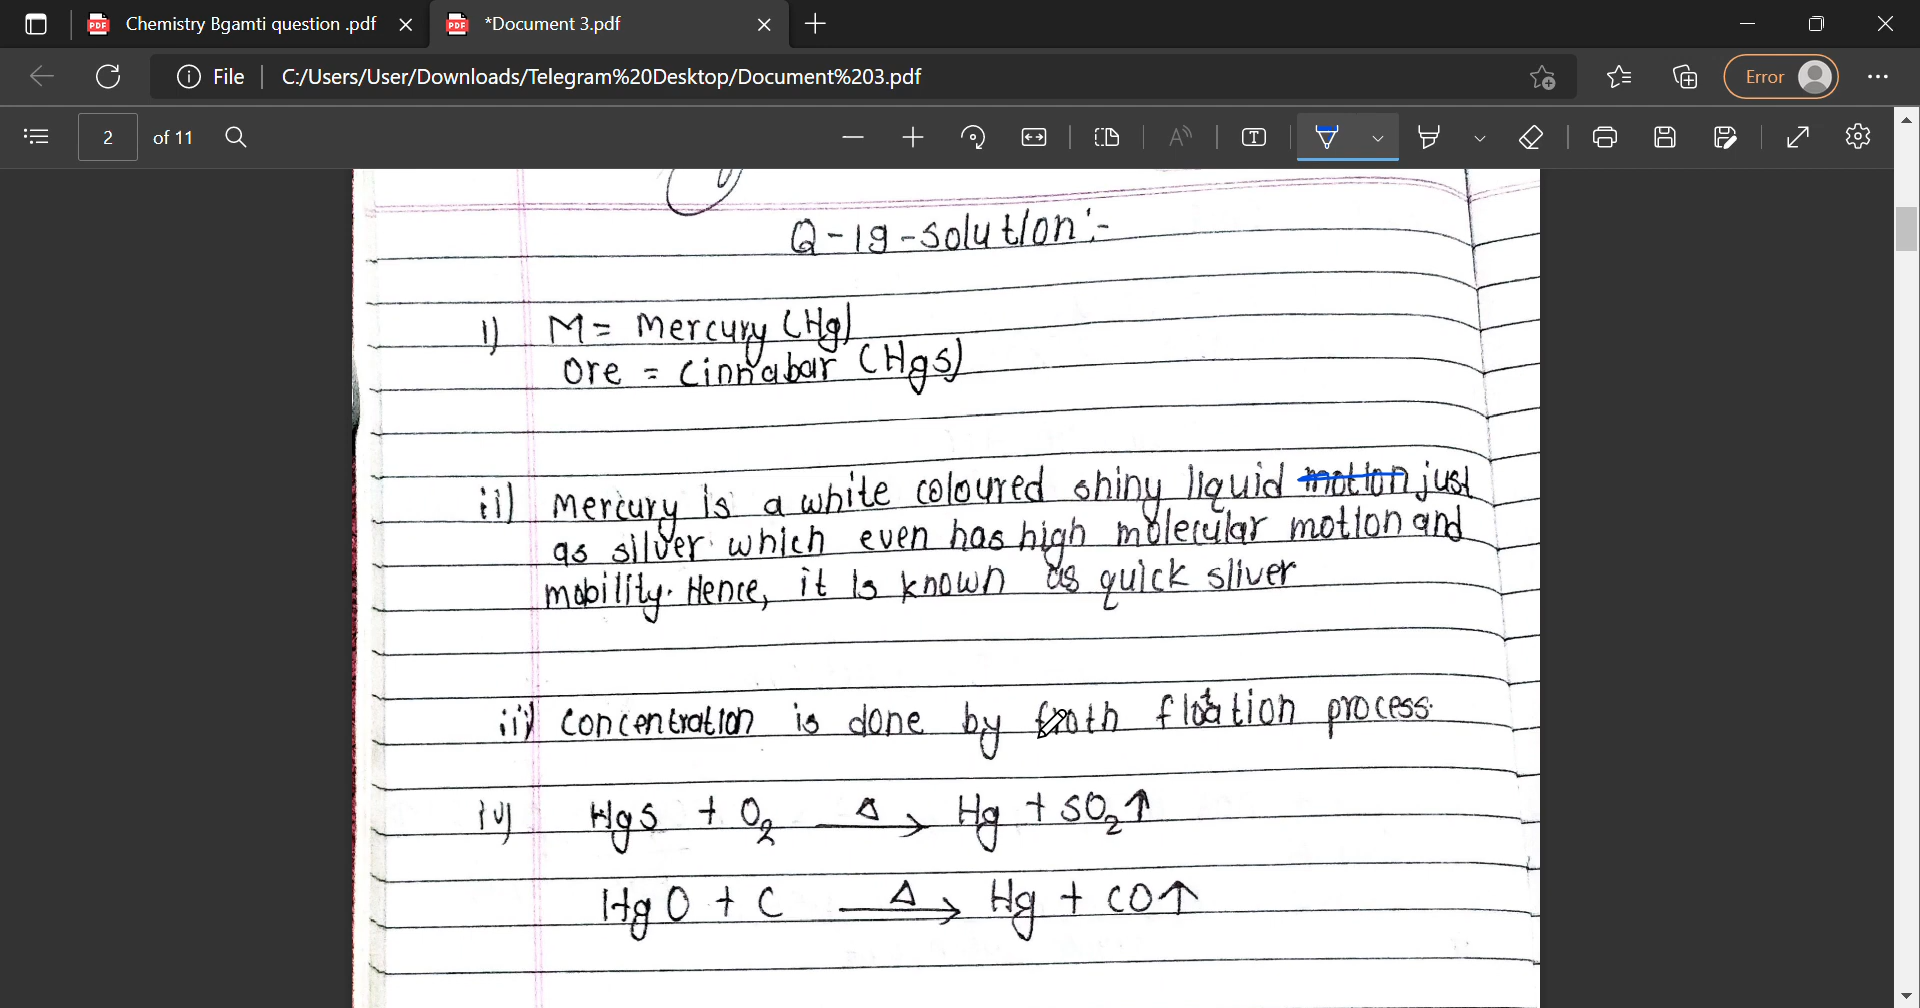 Chemistry Bgamti question .pdf
*Document 3.pdf
File
C:/Users/User/Downloads/Telegram%20Desktop/Document%203.pdf
Error
2 of 11
Q-19-solution:-
i) M= Mercury (Hg)
Ore = Cinnabar (HgS)
ii) Mercury is a white coloured shiny liquid motion just
as silver which even has high molecular motion and
mobility. Hence, it is known as quick sliver
iii) Concentration is done by froth floatation process.
iv) HgS + O₂ Δ→ Hg + SO₂↑
HgO + C Δ→ Hg + CO↑